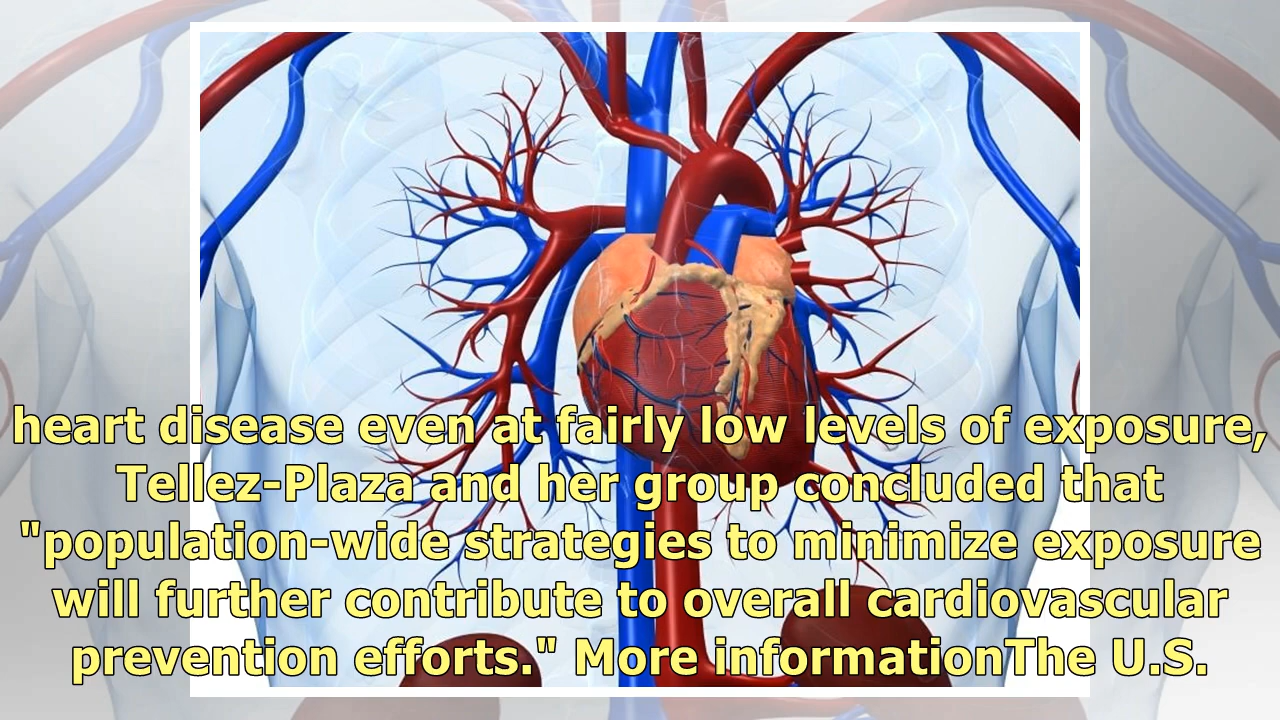 heart disease even at fairly low levels of exposure,
Tellez-Plaza and her group concluded that
"population-wide strategies to minimize exposure
will further contribute to overall cardiovascular
prevention efforts." More informationThe U.S.